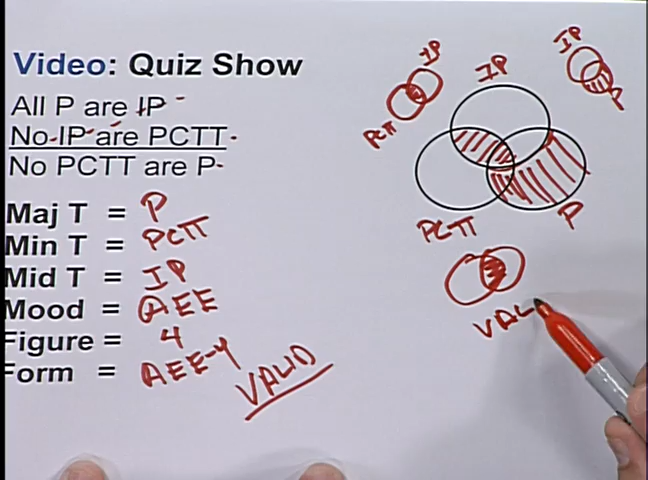 Video: Quiz Show
All P are IP
No IP are PCTT
No PCTT are P
Maj T = P
Min T = PCTT
Mid T = IP
Mood = AEE
Figure = 4
Form = AEE-4
VALID
IP
PCTT
IP
IP
P
PCTT
P
VAL